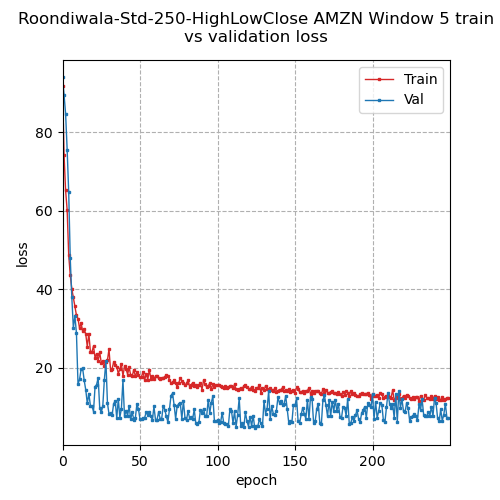 Roondiwala-Std-250-HighLowClose AMZN Window 5 train
vs validation loss
Train
Val
80
60
40
20
loss
0
50
100
150
200
epoch